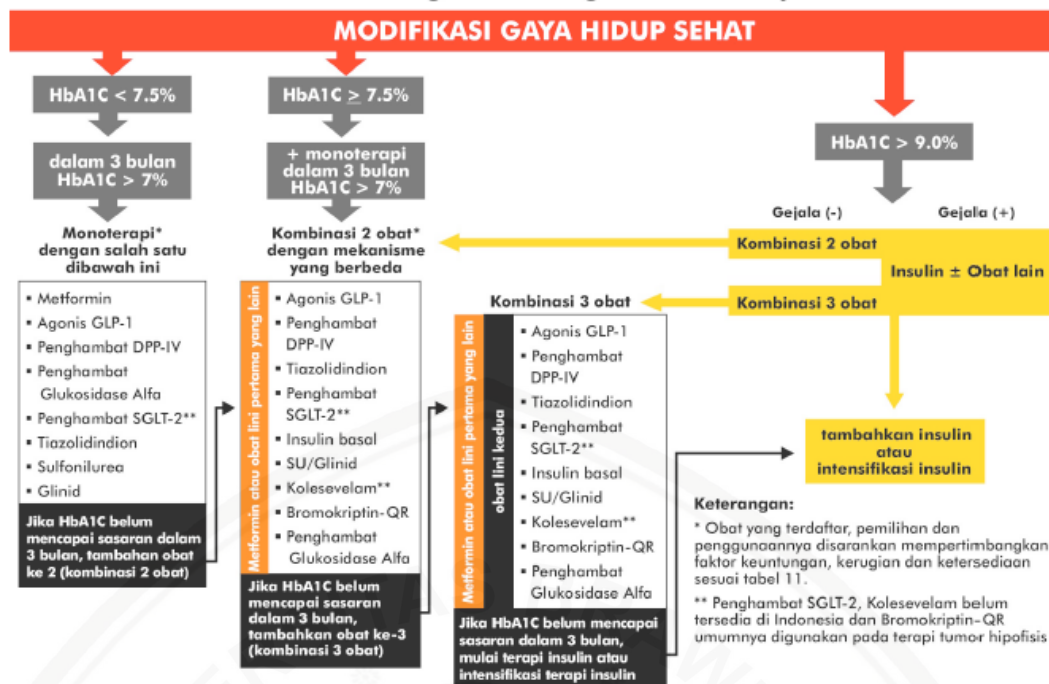 MODIFIKASI GAYA HIDUP SEHAT
HbA1C < 7.5%
dalam 3 bulan
HbA1C > 7%
Monoterapi*
dengan salah satu
dibawah ini
▪ Metformin
▪ Agonis GLP-1
▪ Penghambat DPP-IV
▪ Penghambat
Glukosidase Alfa
▪ Penghambat SGLT-2**
▪ Tiazolidindion
▪ Sulfonilurea
▪ Glinid
Jika HbA1C belum
mencapai sasaran dalam
3 bulan, tambahan obat
ke 2 (kombinasi 2 obat)
HbA1C ≥ 7.5%
+ monoterapi
dalam 3 bulan
HbA1C > 7%
Kombinasi 2 obat*
dengan mekanisme
yang berbeda
Metformin atau obat lini pertama yang lain
▪ Agonis GLP-1
▪ Penghambat
DPP-IV
▪ Tiazolidindion
▪ Penghambat
SGLT-2**
▪ Insulin basal
▪ SU/Glinid
▪ Kolesevelam**
▪ Bromokriptin-QR
▪ Penghambat
Glukosidase Alfa
Jika HbA1C belum
mencapai sasaran
dalam 3 bulan,
tambahkan obat ke-3
(kombinasi 3 obat)
Kombinasi 3 obat
Metformin atau obat lini pertama yang lain
obat lini kedua
▪ Agonis GLP-1
▪ Penghambat
DPP-IV
▪ Tiazolidindion
▪ Penghambat
SGLT-2**
▪ Insulin basal
▪ SU/Glinid
▪ Kolesevelam**
▪ Bromokriptin-QR
▪ Penghambat
Glukosidase Alfa
Jika HbA1C belum mencapai
sasaran dalam 3 bulan,
mulai terapi insulin atau
intensifikasi terapi insulin
HbA1C > 9.0%
Gejala (-)
Gejala (+)
Kombinasi 2 obat
Insulin ± Obat lain
Kombinasi 3 obat
tambahkan insulin
atau
intensifikasi insulin
Keterangan:
* Obat yang terdaftar, pemilihan dan
penggunaannya disarankan mempertimbangkan
faktor keuntungan, kerugian dan ketersediaan
sesuai tabel 11.
** Penghambat SGLT-2, Kolesevelam belum
tersedia di Indonesia dan Bromokriptin-QR
umumnya digunakan pada terapi tumor hipofisis